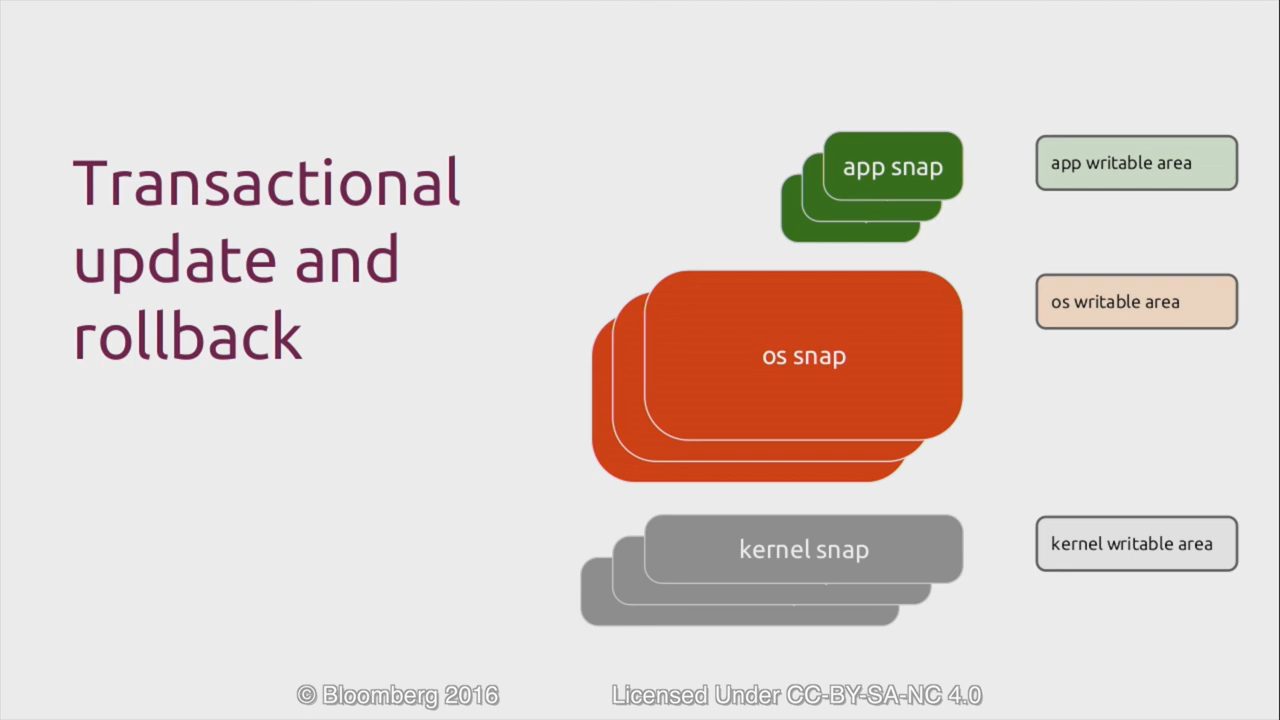 Transactional
update and
rollback
app snap
app writable area
os snap
os writable area
kernel snap
kernel writable area
© Bloomberg 2016
Licensed Under CC-BY-SA-NC 4.0